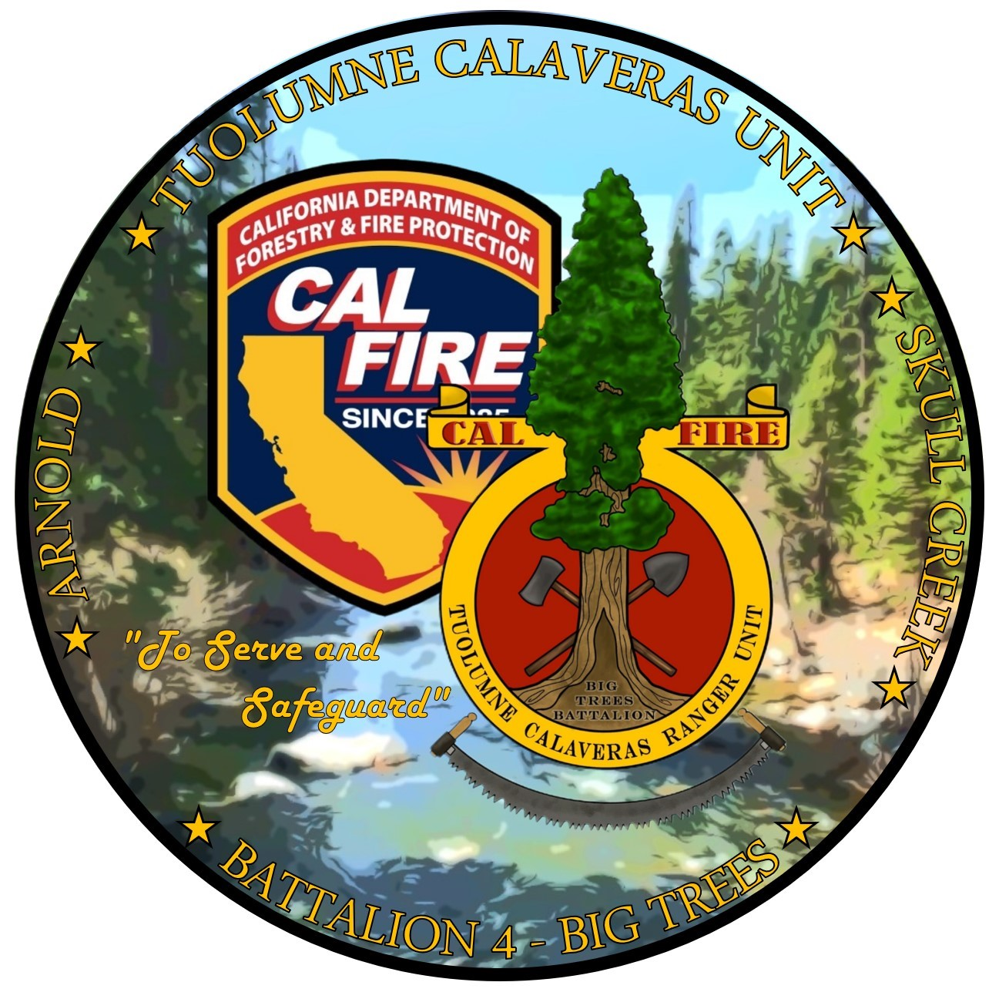 TUOLUMNE CALAVERAS UNIT
CALIFORNIA DEPARTMENT OF
FORESTRY & FIRE PROTECTION
CAL
FIRE
SINCE
CAL FIRE
ARNOLD
SKULL CREEK
BIG
TREES
BATTALION
TUOLUMNE CALAVERAS RANGER UNIT
"To Serve and
Safeguard"
BATTALION 4 - BIG TREES